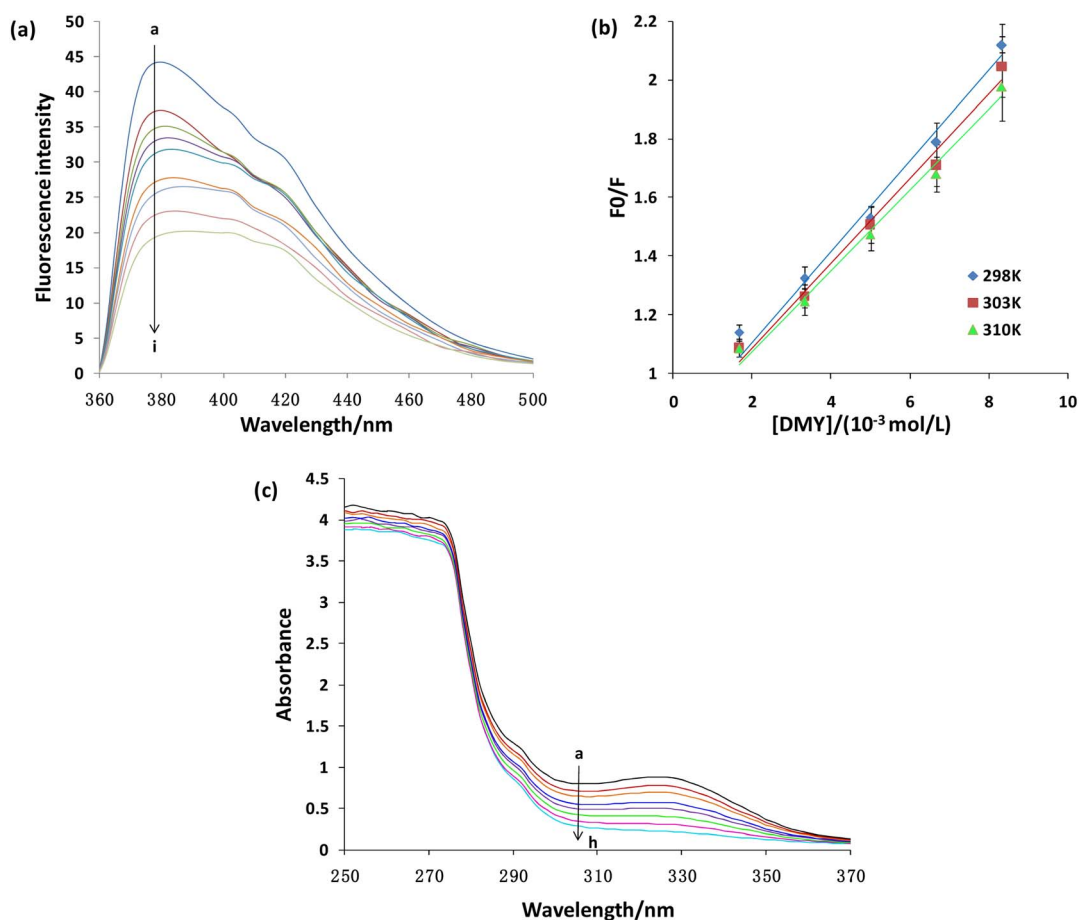 (a)
50
45
40
35
30
25
20
15
10
5
0
Fluorescence intensity
a
i
360 380 400 420 440 460 480 500
Wavelength/nm
(b)
2.2
2
1.8
1.6
1.4
1.2
1
F0/F
298K
303K
310K
0 2 4 6 8 10
[DMY]/(10⁻³ mol/L)
(c)
4.5
4
3.5
3
2.5
2
1.5
1
0.5
0
Absorbance
a
h
250 270 290 310 330 350 370
Wavelength/nm